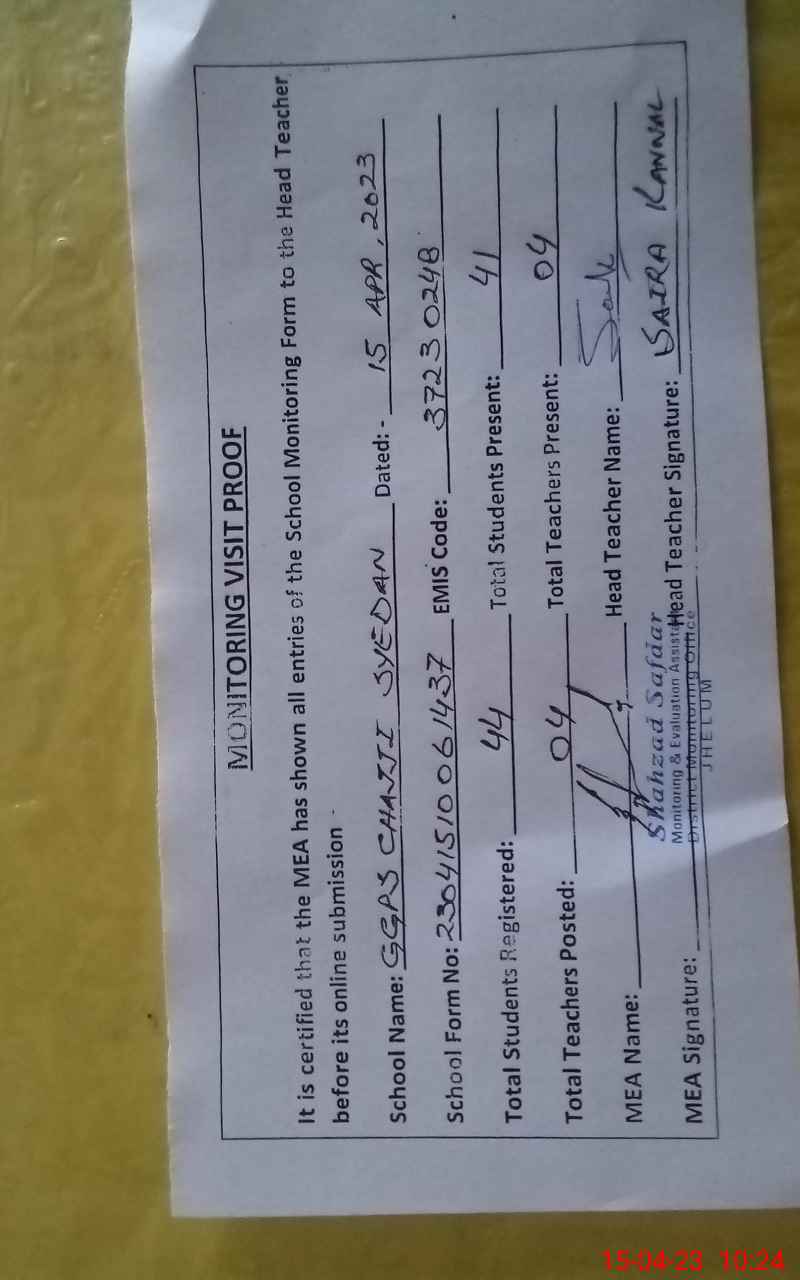 MONITORING VISIT PROOF
It is certified that the MEA has shown all entries of the School Monitoring Form to the Head Teacher
before its online submission
School Name: GGPS CHAJJI SYEDAN Dated: - 15 APR, 2023
School Form No: 23041510061437 EMIS Code: 37230248
Total Students Registered: 44 Total Students Present: 41
Total Teachers Posted: 04 Total Teachers Present: 04
MEA Name: Head Teacher Name:
Shahzad Safdar
Monitoring & Evaluation Assista
District Monitoring Office
JHELUM
MEA Signature: Head Teacher Signature: SAIRA KANWAL
15-04-23 10:24